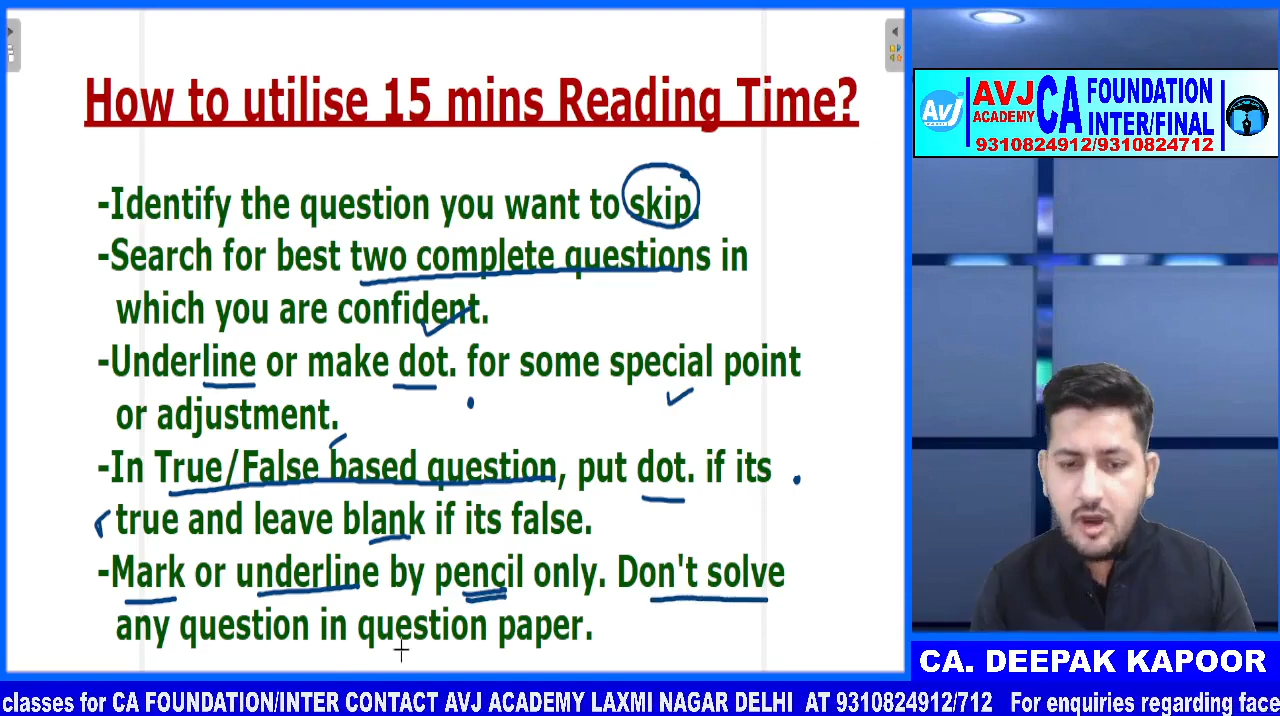 How to utilise 15 mins Reading Time?
-Identify the question you want to skip.
-Search for best two complete questions in
which you are confident.
-Underline or make dot. for some special point
or adjustment.
-In True/False based question, put dot. if its
true and leave blank if its false.
-Mark or underline by pencil only. Don't solve
any question in question paper.
AVJ
AVJ
ACADEMY
CA
FOUNDATION
INTER/FINAL
9310824912/9310824712
CA. DEEPAK KAPOOR
classes for CA FOUNDATION/INTER CONTACT AVJ ACADEMY LAXMI NAGAR DELHI AT 9310824912/712 For enquiries regarding face